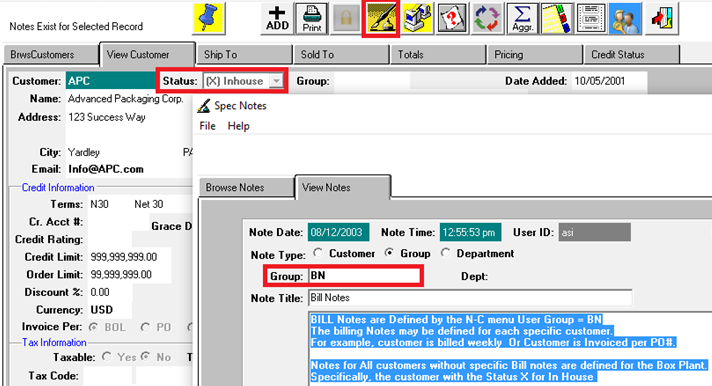 Notes Exist for Selected Record
ADD
Print
Aggr.
BrwsCustomers
View Customer
Ship To
Sold To
Totals
Pricing
Credit Status
Customer: APC Status: (X) Inhouse Group: Date Added: 10/05/2001
Name: Advanced Packaging Corp.
Address: 123 Success Way
City: Yardley PA
Email: Info@APC.com
Credit Information
Terms: N30 Net 30
Cr. Acct #: Grace D
Credit Rating:
Credit Limit: 999,999,999.00
Order Limit: 99,999,999.00
Discount %: 0.00
Currency: USD
Invoice Per: BOL PO
Tax Information
Taxable: Yes No T
Tax Code:
Spec Notes
File Help
Browse Notes
View Notes
Note Date: 08/12/2003 Note Time: 12:55:53 pm User ID: asi
Note Type: Customer Group Department
Group: BN Dept:
Note Title: Bill Notes
BILL Notes are Defined by the N-C menu User Group = BN
The billing Notes may be defined for each specific customer.
For example, customer is billed weekly Or Customer is Invoiced per PO#.
Notes for All customers without specific Bill notes are defined for the Box Plant.
Specifically, the customer with the Status X for In House